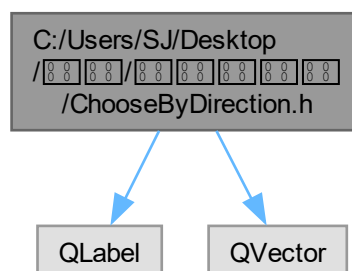 C:/Users/SJ/Desktop
/
/
/ChooseByDirection.h
QLabel
QVector